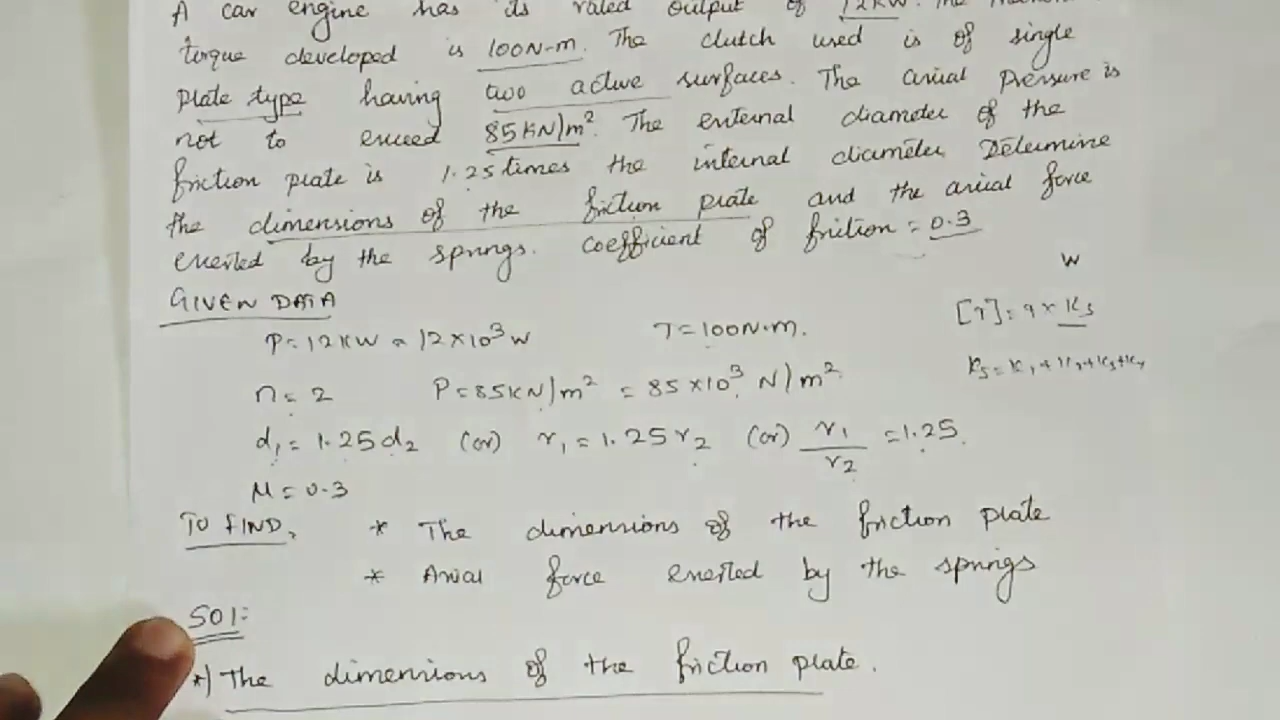 A car engine has its rated output of 12KW. The
torque developed is 100N-m. The clutch used is of single
plate type having two active surfaces. The axial pressure is
not to exceed 85KN/m². The external diameter of the
friction plate is 1.25 times the internal diameter. Determine
the dimensions of the friction plate and the axial force
exerted by the springs. coefficient of friction = 0.3
W
GIVEN DATA
P = 12KW = 12×10³ W T=100N.m.
[T] = × Ks
n = 2 P = 85KN/m² = 85×10³ N/m².
Ks = K1+K2+K3+K4
d1 = 1.25d2 (or) r1 = 1.25r2 (or) r1/r2 = 1.25.
μ = 0.3
TO FIND, * The dimensions of the friction plate
* Axial force exerted by the springs
SOl:
*) The dimensions of the friction plate.